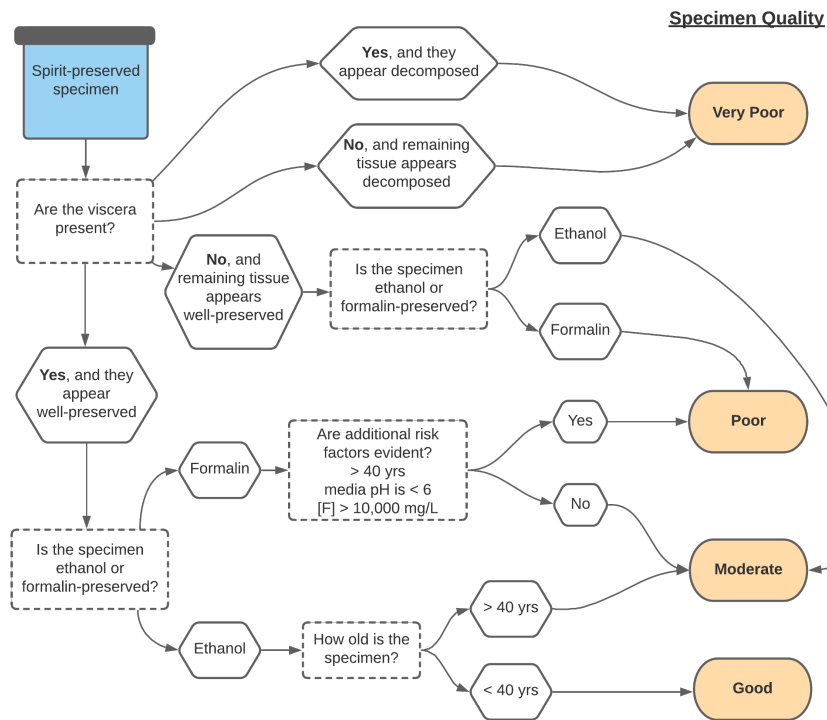 Specimen Quality
Spirit-preserved
specimen
Yes, and they
appear decomposed
Very Poor
No, and remaining
tissue appears
decomposed
Are the viscera
present?
No, and
remaining tissue
appears
well-preserved
Is the specimen
ethanol or
formalin-preserved?
Ethanol
Formalin
Yes, and they
appear
well-preserved
Formalin
Are additional risk
factors evident?
> 40 yrs
media pH is < 6
[F] > 10,000 mg/L
Yes
Poor
No
Is the specimen
ethanol or
formalin-preserved?
Moderate
> 40 yrs
Ethanol
How old is the
specimen?
< 40 yrs
Good